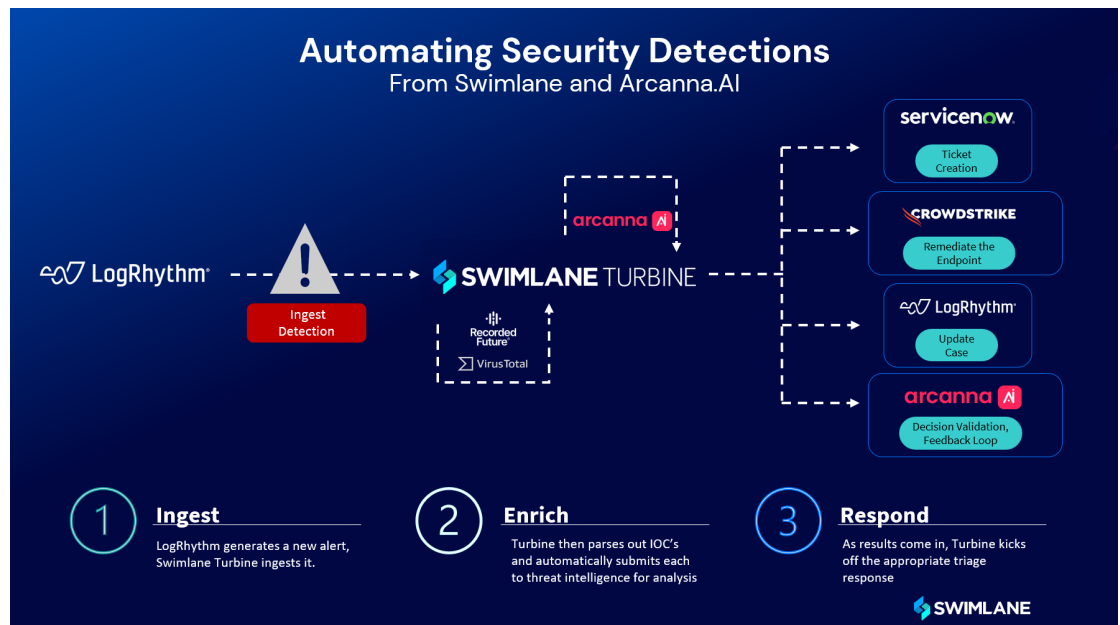 Automating Security Detections
From Swimlane and Arcanna.AI
servicenow.
Ticket
Creation
CROWDSTRIKE
Remediate the
Endpoint
LogRhythm®
Update
Case
arcanna Ai
Decision Validation,
Feedback Loop
arcanna Ai
LogRhythm®
!
Ingest
Detection
SWIMLANE TURBINE
Recorded
Future®
VirusTotal
1
Ingest
LogRhythm generates a new alert,
Swimlane Turbine ingests it.
2
Enrich
Turbine then parses out IOC's
and automatically submits each
to threat intelligence for analysis
3
Respond
As results come in, Turbine kicks
off the appropriate triage
response
SWIMLANE